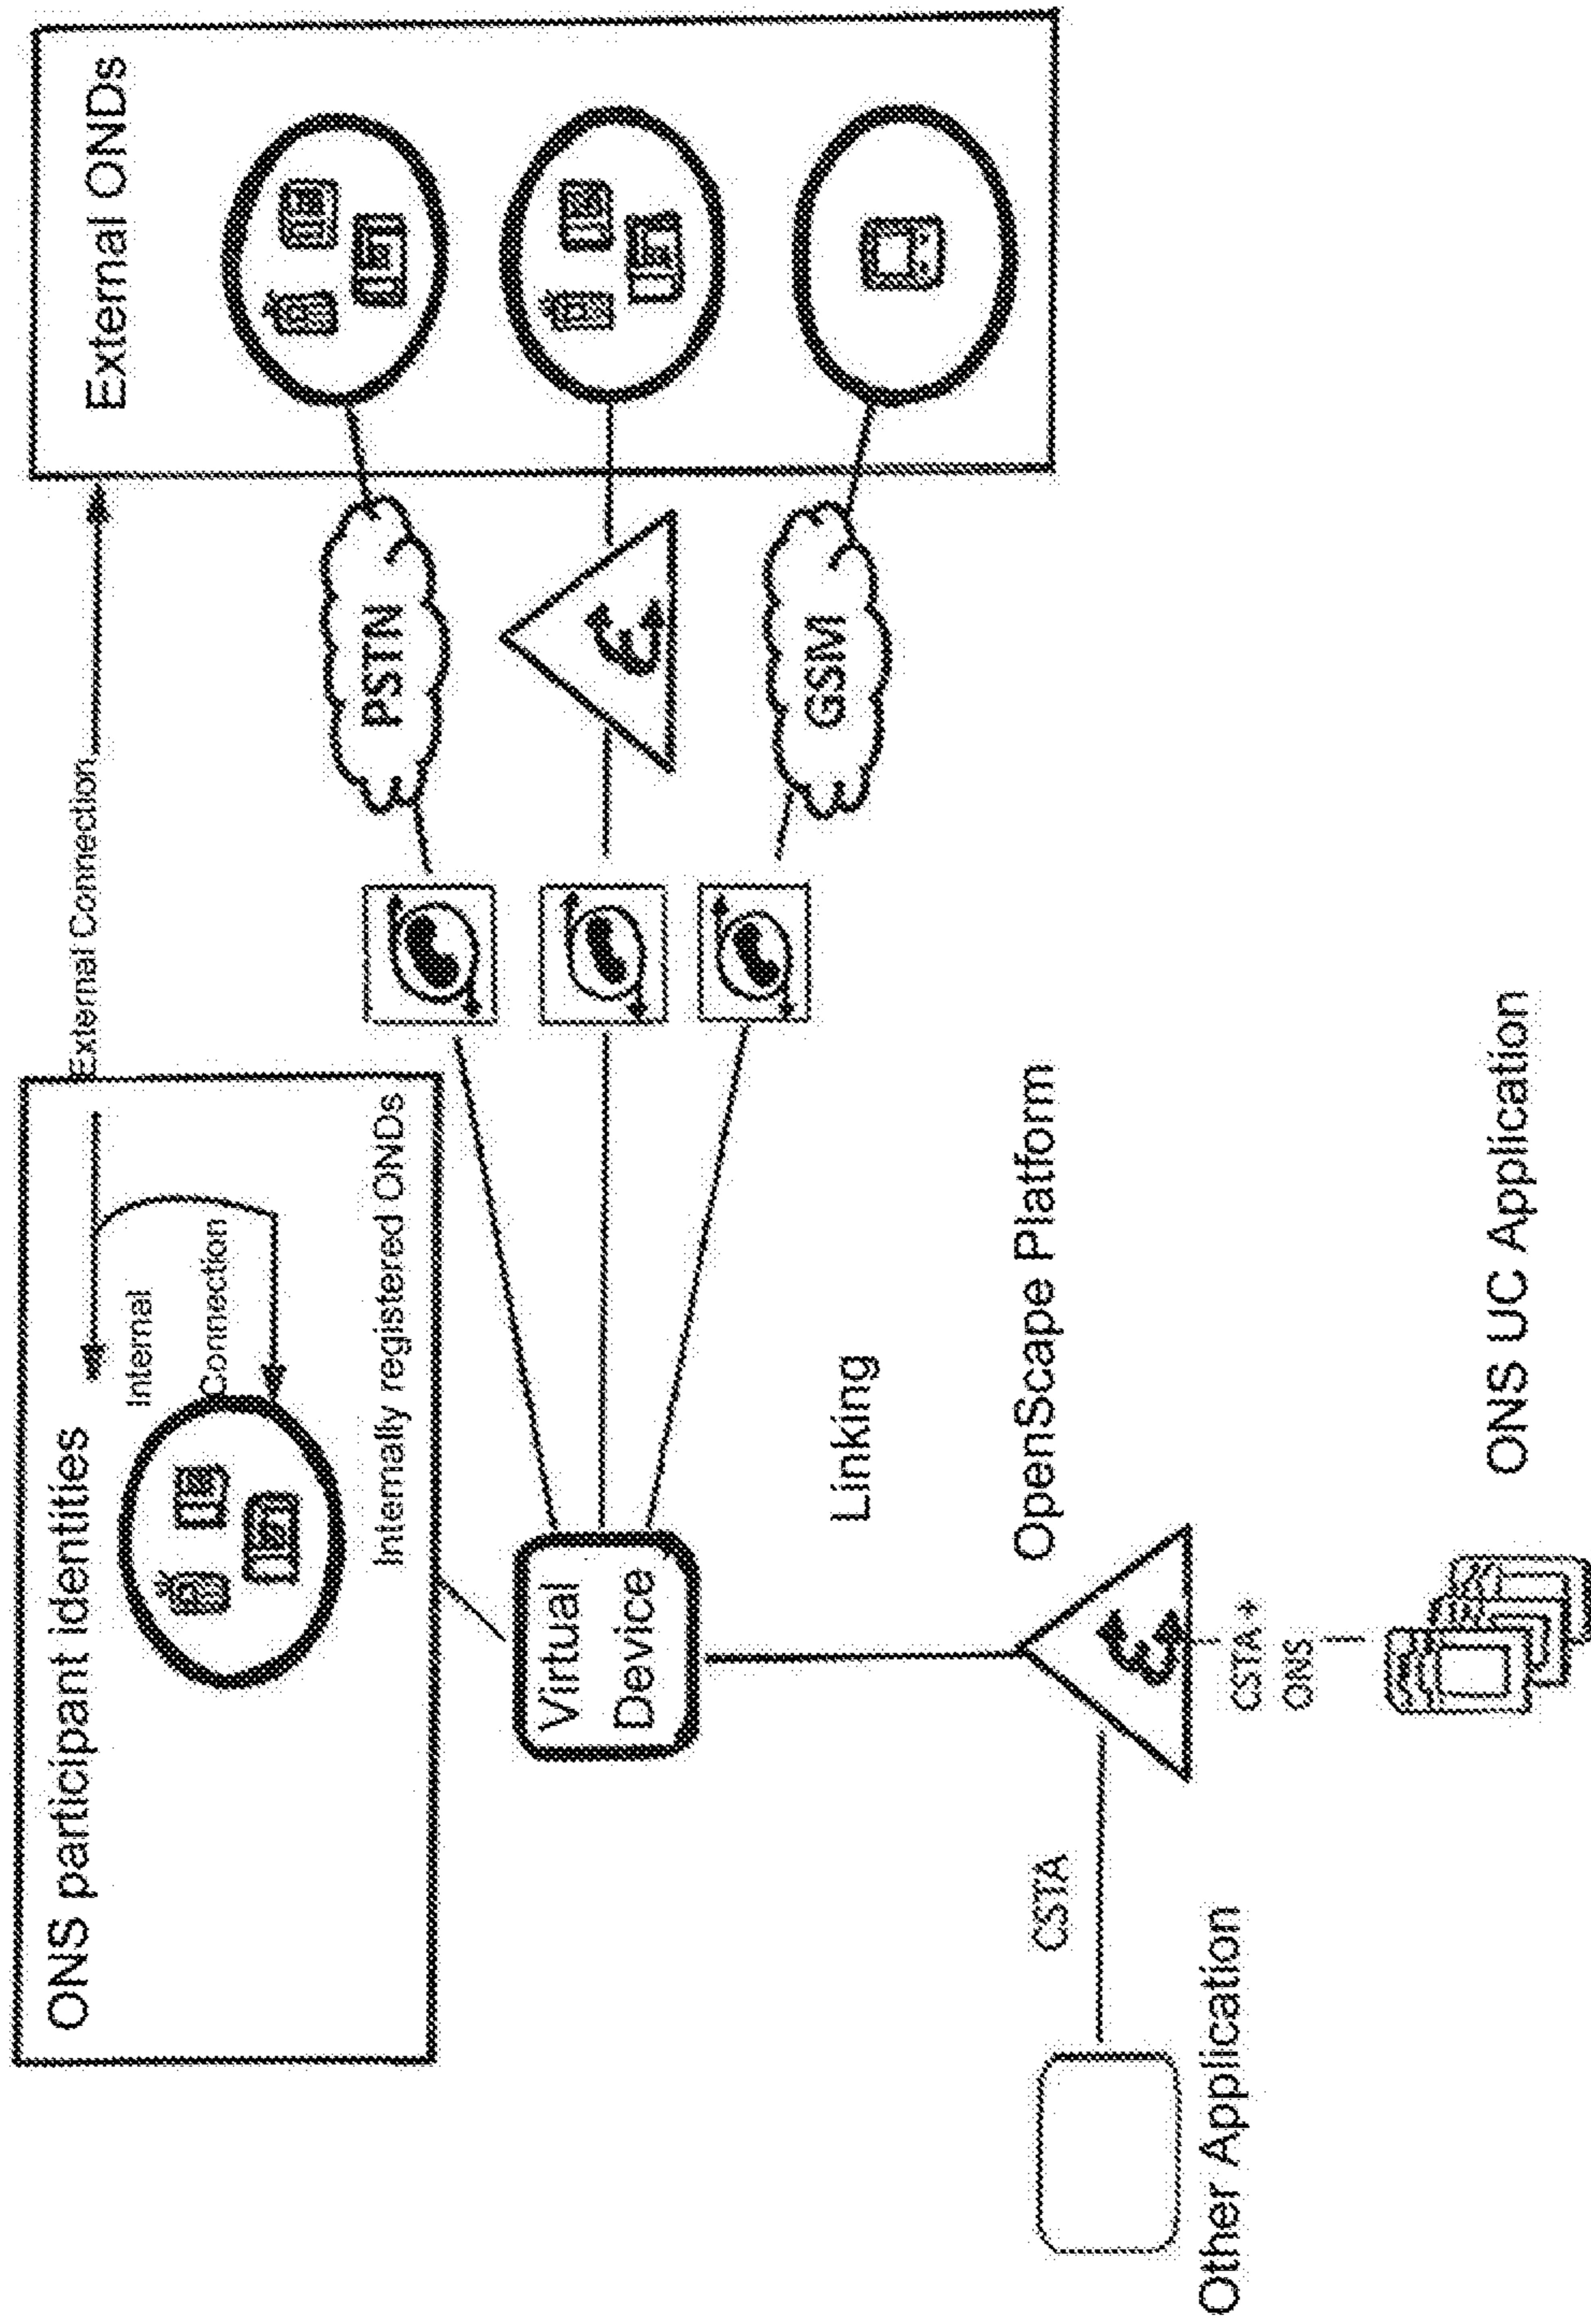 ONS participant identities
Internal
Connection
Internally registered ONDs
External Connection
External ONDs
PSTN
GSM
Virtual
Device
Linking
OpenScape Platform
CSTA
Other Application
CSTA+
ONS
ONS UC Application